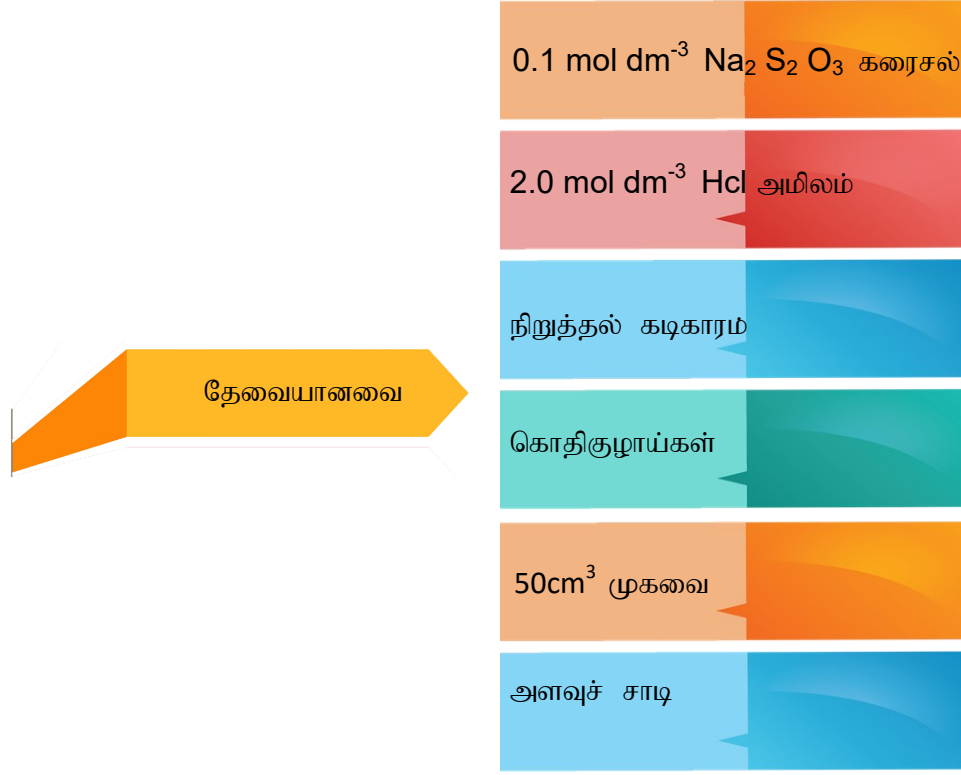 தேவையானவை
0.1 mol dm⁻³ Na₂ S₂ O₃ கரைசல்
2.0 mol dm⁻³ Hcl அமிலம்
நிறுத்தல் கடிகாரம்
கொதிகுழாய்கள்
50cm³ முகவை
அளவுச் சாடி